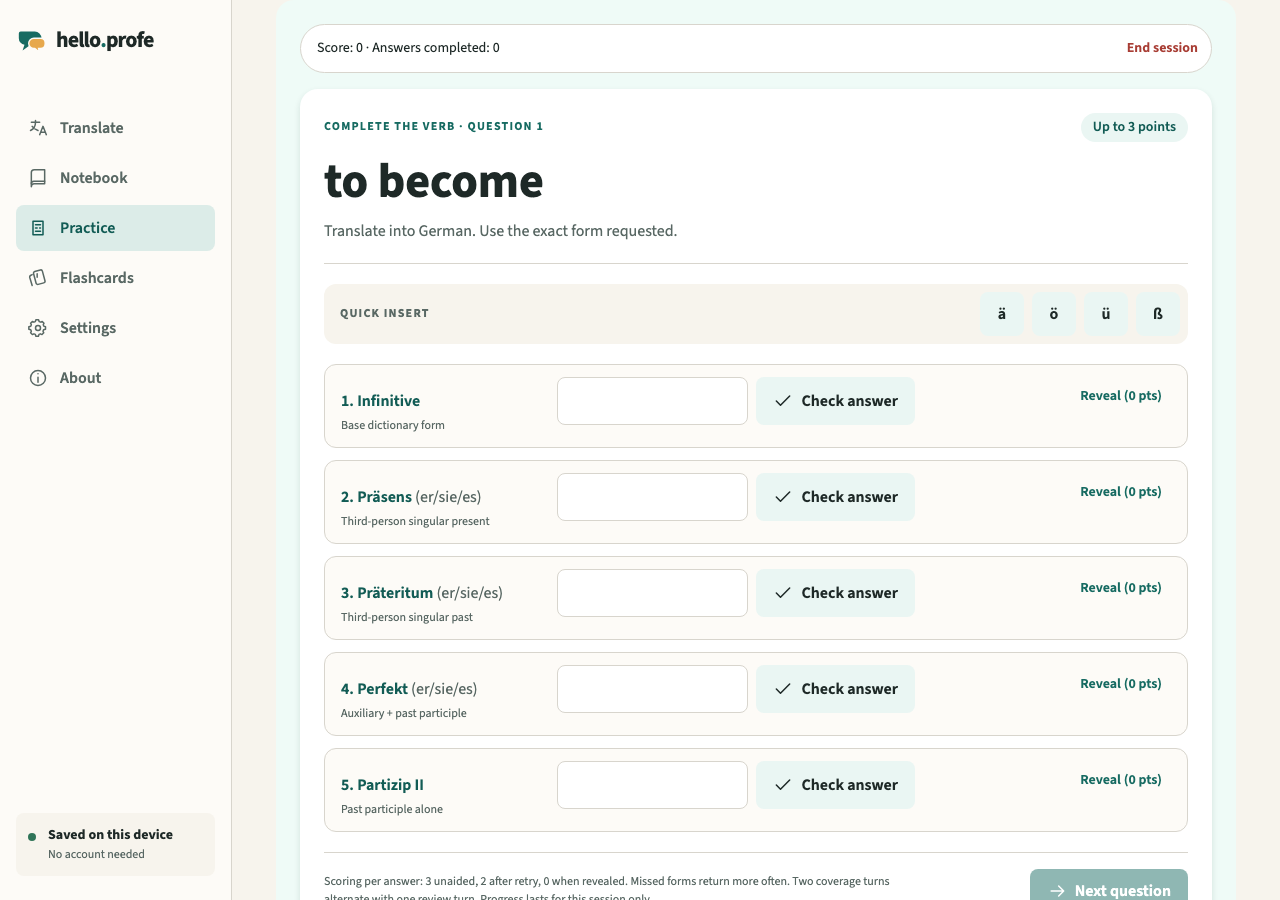 hello.profe
Translate
Notebook
Practice
Flashcards
Settings
About
Saved on this device
No account needed
Score: 0 · Answers completed: 0
End session
COMPLETE THE VERB · QUESTION 1
Up to 3 points
to become
Translate into German. Use the exact form requested.
QUICK INSERT
ä
ö
ü
ß
1. Infinitive
Base dictionary form
Check answer
Reveal (0 pts)
2. Präsens (er/sie/es)
Third-person singular present
Check answer
Reveal (0 pts)
3. Präteritum (er/sie/es)
Third-person singular past
Check answer
Reveal (0 pts)
4. Perfekt (er/sie/es)
Auxiliary + past participle
Check answer
Reveal (0 pts)
5. Partizip II
Past participle alone
Check answer
Reveal (0 pts)
Scoring per answer: 3 unaided, 2 after retry, 0 when revealed. Missed forms return more often. Two coverage turns
alternate with one review turn. Progress lasts for this session only.
Next question